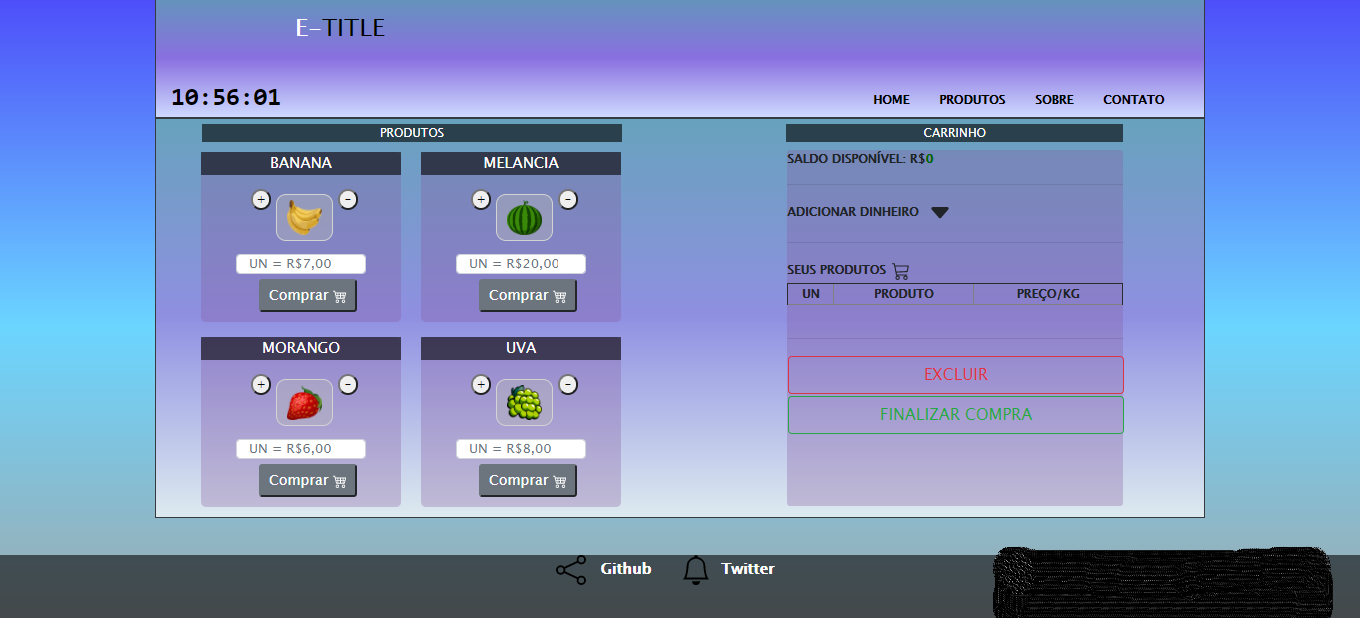 E-TITLE
10:56:01
HOME PRODUTOS SOBRE CONTATO
PRODUTOS
BANANA
+ -
UN = R$7,00
Comprar
MELANCIA
+ -
UN = R$20,00
Comprar
MORANGO
+ -
UN = R$6,00
Comprar
UVA
+ -
UN = R$8,00
Comprar
CARRINHO
SALDO DISPONÍVEL: R$0
ADICIONAR DINHEIRO
SEUS PRODUTOS
UN PRODUTO PREÇO/KG
EXCLUIR
FINALIZAR COMPRA
Github Twitter